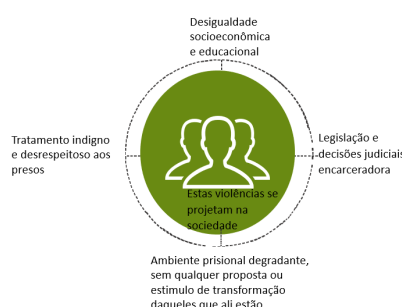 Desigualdade
socioeconômica
e educacional
Tratamento indigno
e desrespeitoso aos
presos
Legislação e
decisões judiciais
encarceradora
Estas violências se
projetam na
sociedade
Ambiente prisional degradante,
sem qualquer proposta ou
estimulo de transformação
daqueles que ali estão